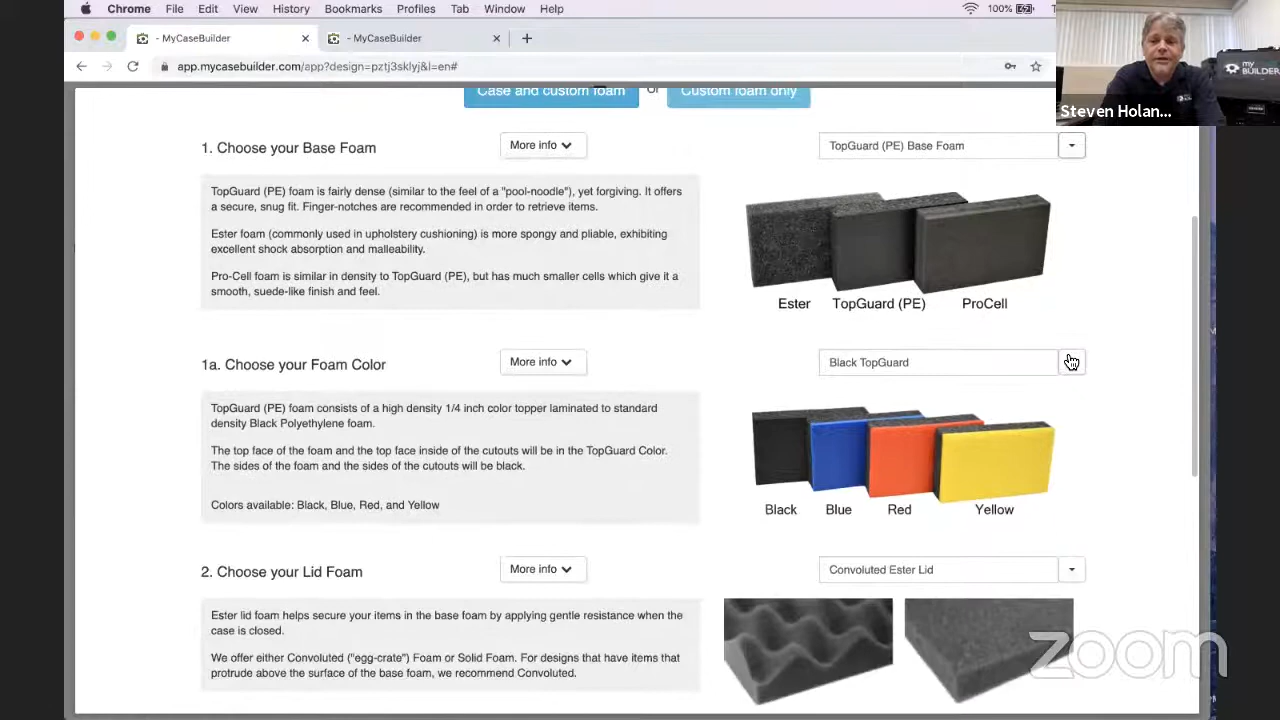 Chrome File Edit View History Bookmarks Profiles Tab Window Help 100%
- MyCaseBuilder - MyCaseBuilder
app.mycasebuilder.com/app?design=pztj3sklyj&l=en#
my
BUILDER
Steven Holan...
Case and custom foam Or Custom foam only
1. Choose your Base Foam More info TopGuard (PE) Base Foam
TopGuard (PE) foam is fairly dense (similar to the feel of a "pool-noodle"), yet forgiving. It offers
a secure, snug fit. Finger-notches are recommended in order to retrieve items.
Ester foam (commonly used in upholstery cushioning) is more spongy and pliable, exhibiting
excellent shock absorption and malleability.
Pro-Cell foam is similar in density to TopGuard (PE), but has much smaller cells which give it a
smooth, suede-like finish and feel.
Ester TopGuard (PE) ProCell
1a. Choose your Foam Color More info Black TopGuard
TopGuard (PE) foam consists of a high density 1/4 inch color topper laminated to standard
density Black Polyethylene foam.
The top face of the foam and the top face inside of the cutouts will be in the TopGuard Color.
The sides of the foam and the sides of the cutouts will be black.
Colors available: Black, Blue, Red, and Yellow
Black Blue Red Yellow
2. Choose your Lid Foam More info Convoluted Ester Lid
Ester lid foam helps secure your items in the base foam by applying gentle resistance when the
case is closed.
We offer either Convoluted ("egg-crate") Foam or Solid Foam. For designs that have items that
protrude above the surface of the base foam, we recommend Convoluted.
zoom